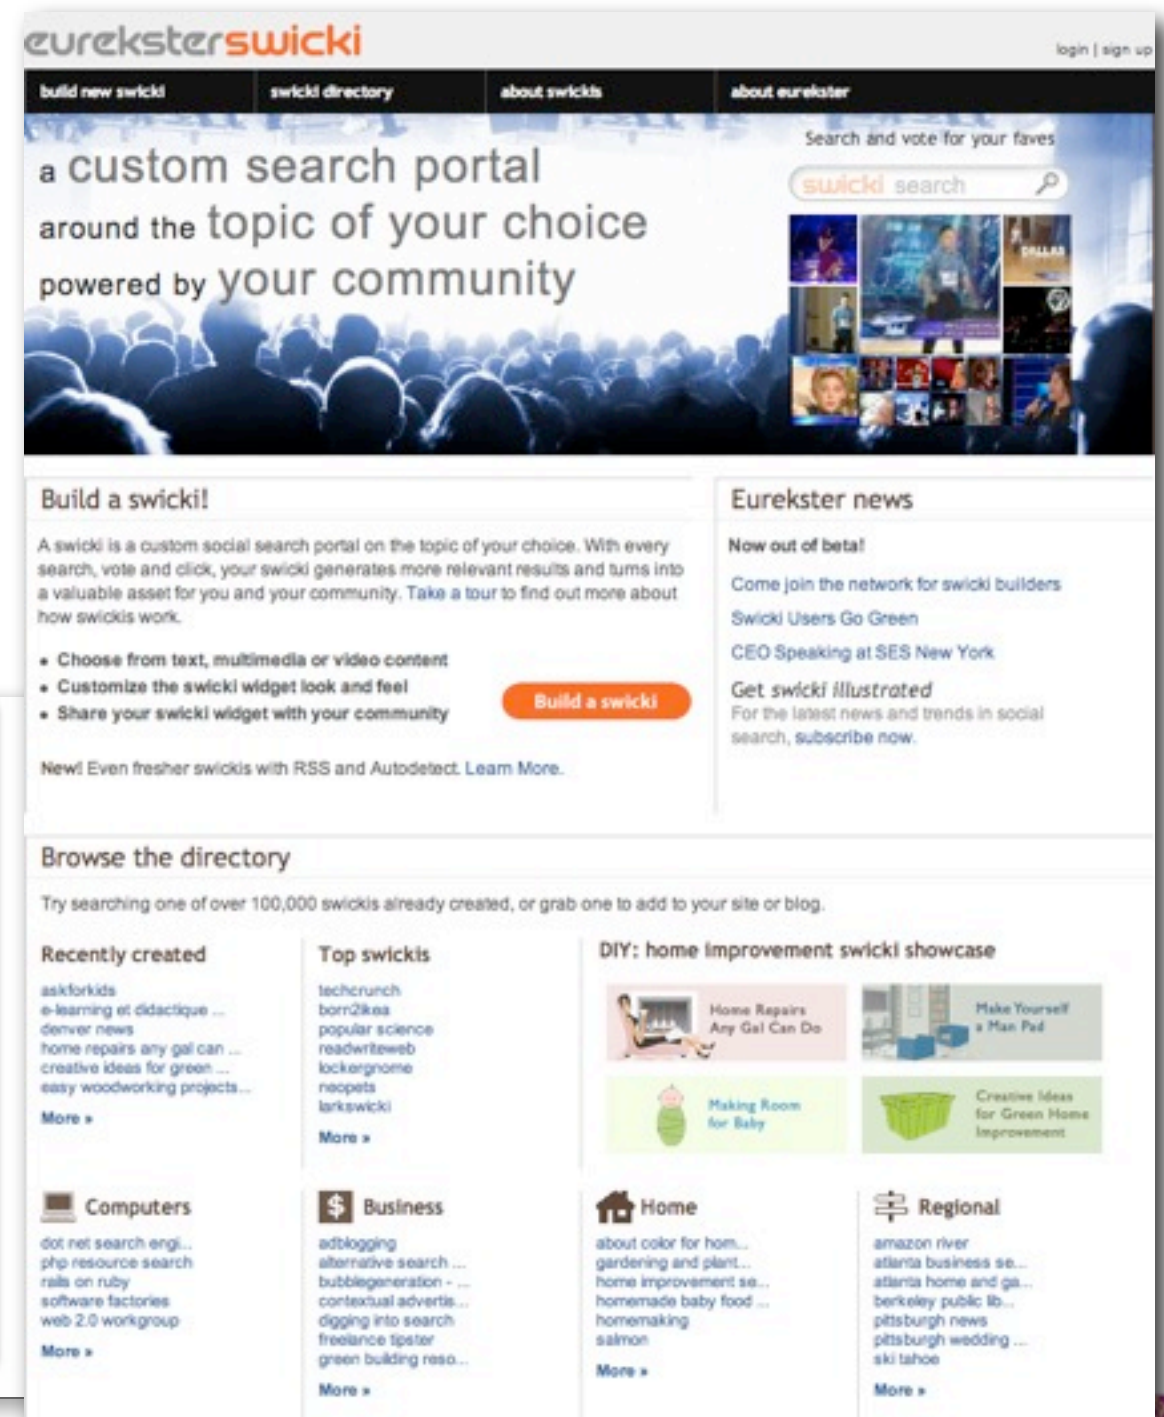 eureksterswicki
login | sign up
build new swicki
swicki directory
about swickis
about eurekster
a custom search portal
around the topic of your choice
powered by your community
Search and vote for your faves
swicki search
DALLAS
Build a swicki!
A swicki is a custom social search portal on the topic of your choice. With every
search, vote and click, your swicki generates more relevant results and turns into
a valuable asset for you and your community. Take a tour to find out more about
how swickis work.
• Choose from text, multimedia or video content
• Customize the swicki widget look and feel
• Share your swicki widget with your community
Build a swicki
New! Even fresher swickis with RSS and Autodetect. Learn More.
Eurekster news
Now out of beta!
Come join the network for swicki builders
Swicki Users Go Green
CEO Speaking at SES New York
Get swicki illustrated
For the latest news and trends in social
search, subscribe now.
Browse the directory
Try searching one of over 100,000 swickis already created, or grab one to add to your site or blog.
Recently created
askforkids
e-learning et didactique ...
denver news
home repairs any gal can ...
creative ideas for green ...
easy woodworking projects...
More »
Top swickis
techcrunch
born2ikea
popular science
readwriteweb
lockergnome
neopets
larkswicki
More »
DIY: home improvement swicki showcase
Home Repairs
Any Gal Can Do
Make Yourself
a Man Pad
Making Room
for Baby
Creative Ideas
for Green Home
Improvement
Computers
dot net search engi...
php resource search
rails on ruby
software factories
web 2.0 workgroup
More »
$ Business
adblogging
alternative search ...
bubblegeneration - ...
contextual advertis...
digging into search
freelance tipster
green building reso...
More »
Home
about color for hom...
gardening and plant...
home improvement se...
homemade baby food ...
homemaking
salmon
More »
Regional
amazon river
atlanta business se...
atlanta home and ga...
berkeley public lib...
pittsburgh news
pittsburgh wedding ...
ski tahoe
More »